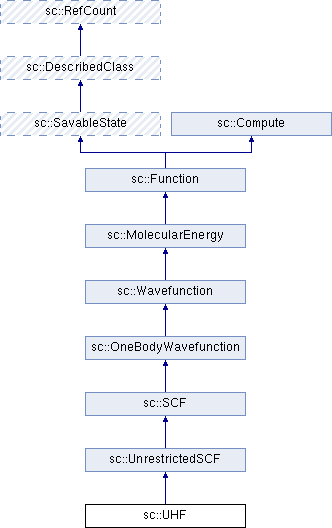 sc::RefCount
sc::DescribedClass
sc::SavableState
sc::Compute
sc::Function
sc::MolecularEnergy
sc::Wavefunction
sc::OneBodyWavefunction
sc::SCF
sc::UnrestrictedSCF
sc::UHF